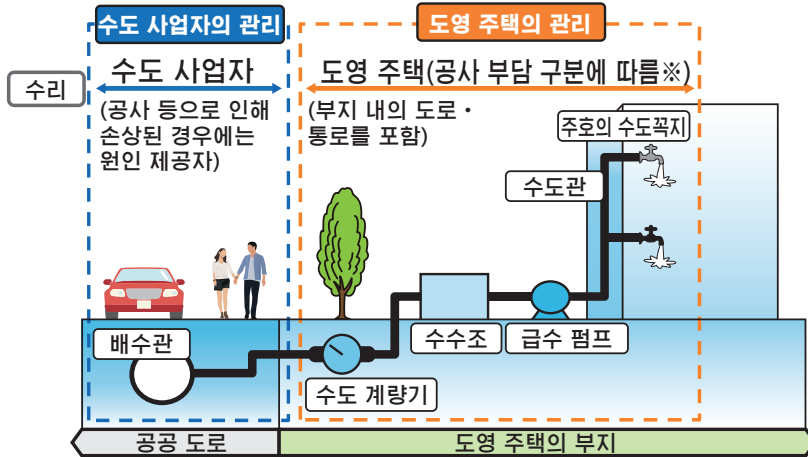 수도 사업자의 관리
도영 주택의 관리
수리
수도 사업자
도영 주택(공사 부담 구분에 따름※)
(공사 등으로 인해
손상된 경우에는
원인 제공자)
(부지 내의 도로・
통로를 포함)
주호의 수도꼭지
수도관
배수관
수도 계량기
수수조
급수 펌프
공공 도로
도영 주택의 부지